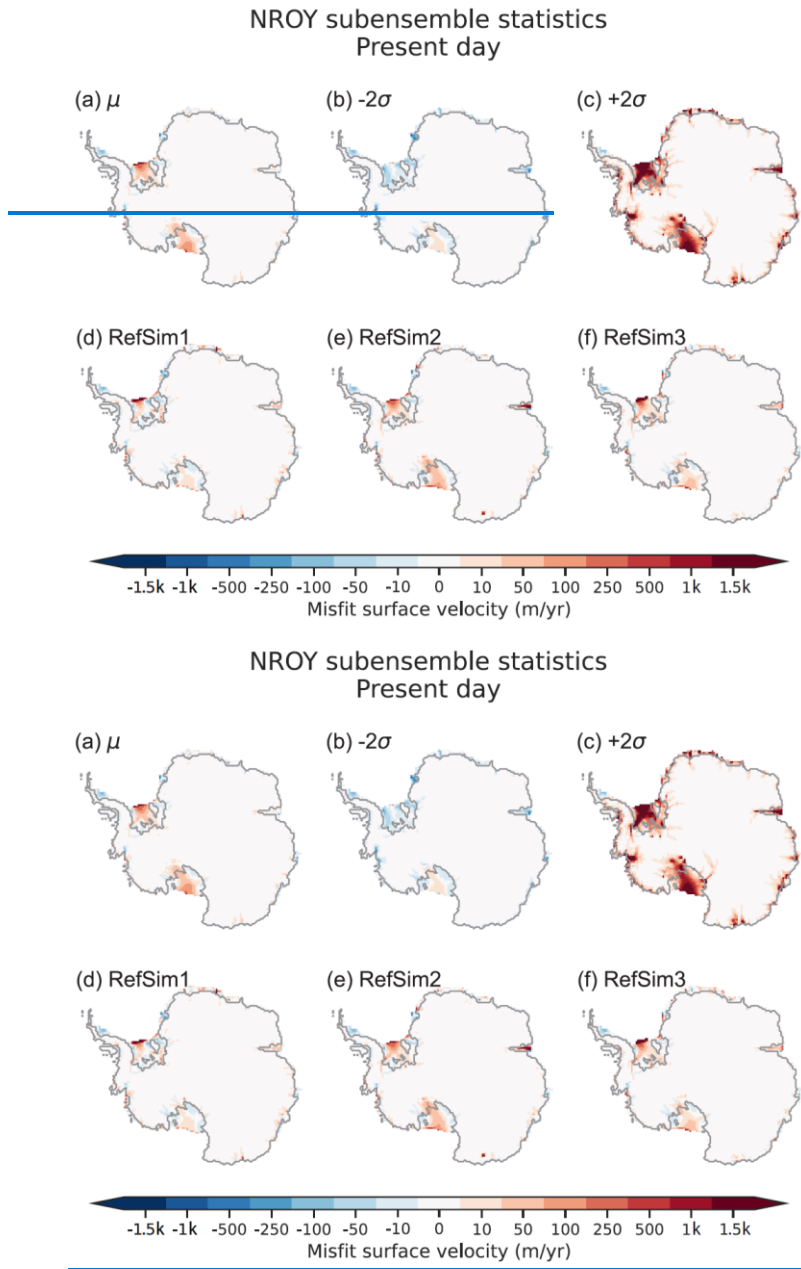 NROY subensemble statistics
Present day
(a) μ
(b) -2σ
(c) +2σ
(d) RefSim1
(e) RefSim2
(f) RefSim3
-1.5k -1k -500 -250 -100 -50 -10 0 10 50 100 250 500 1k 1.5k
Misfit surface velocity (m/yr)
NROY subensemble statistics
Present day
(a) μ
(b) -2σ
(c) +2σ
(d) RefSim1
(e) RefSim2
(f) RefSim3
-1.5k -1k -500 -250 -100 -50 -10 0 10 50 100 250 500 1k 1.5k
Misfit surface velocity (m/yr)